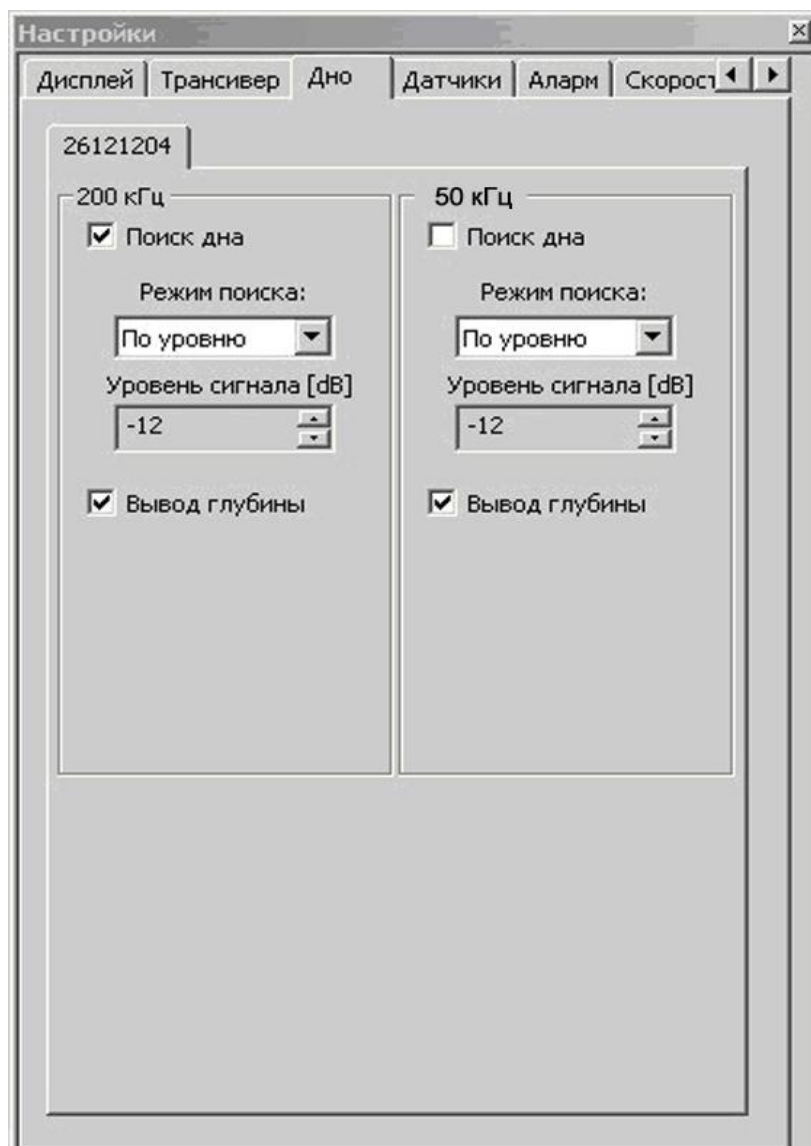 Настройки
Дисплей Трансивер Дно Датчики Аларм Скорост
26121204
200 кГц
Поиск дна
Режим поиска:
По уровню
Уровень сигнала [dB]
-12
Вывод глубины
50 кГц
Поиск дна
Режим поиска:
По уровню
Уровень сигнала [dB]
-12
Вывод глубины